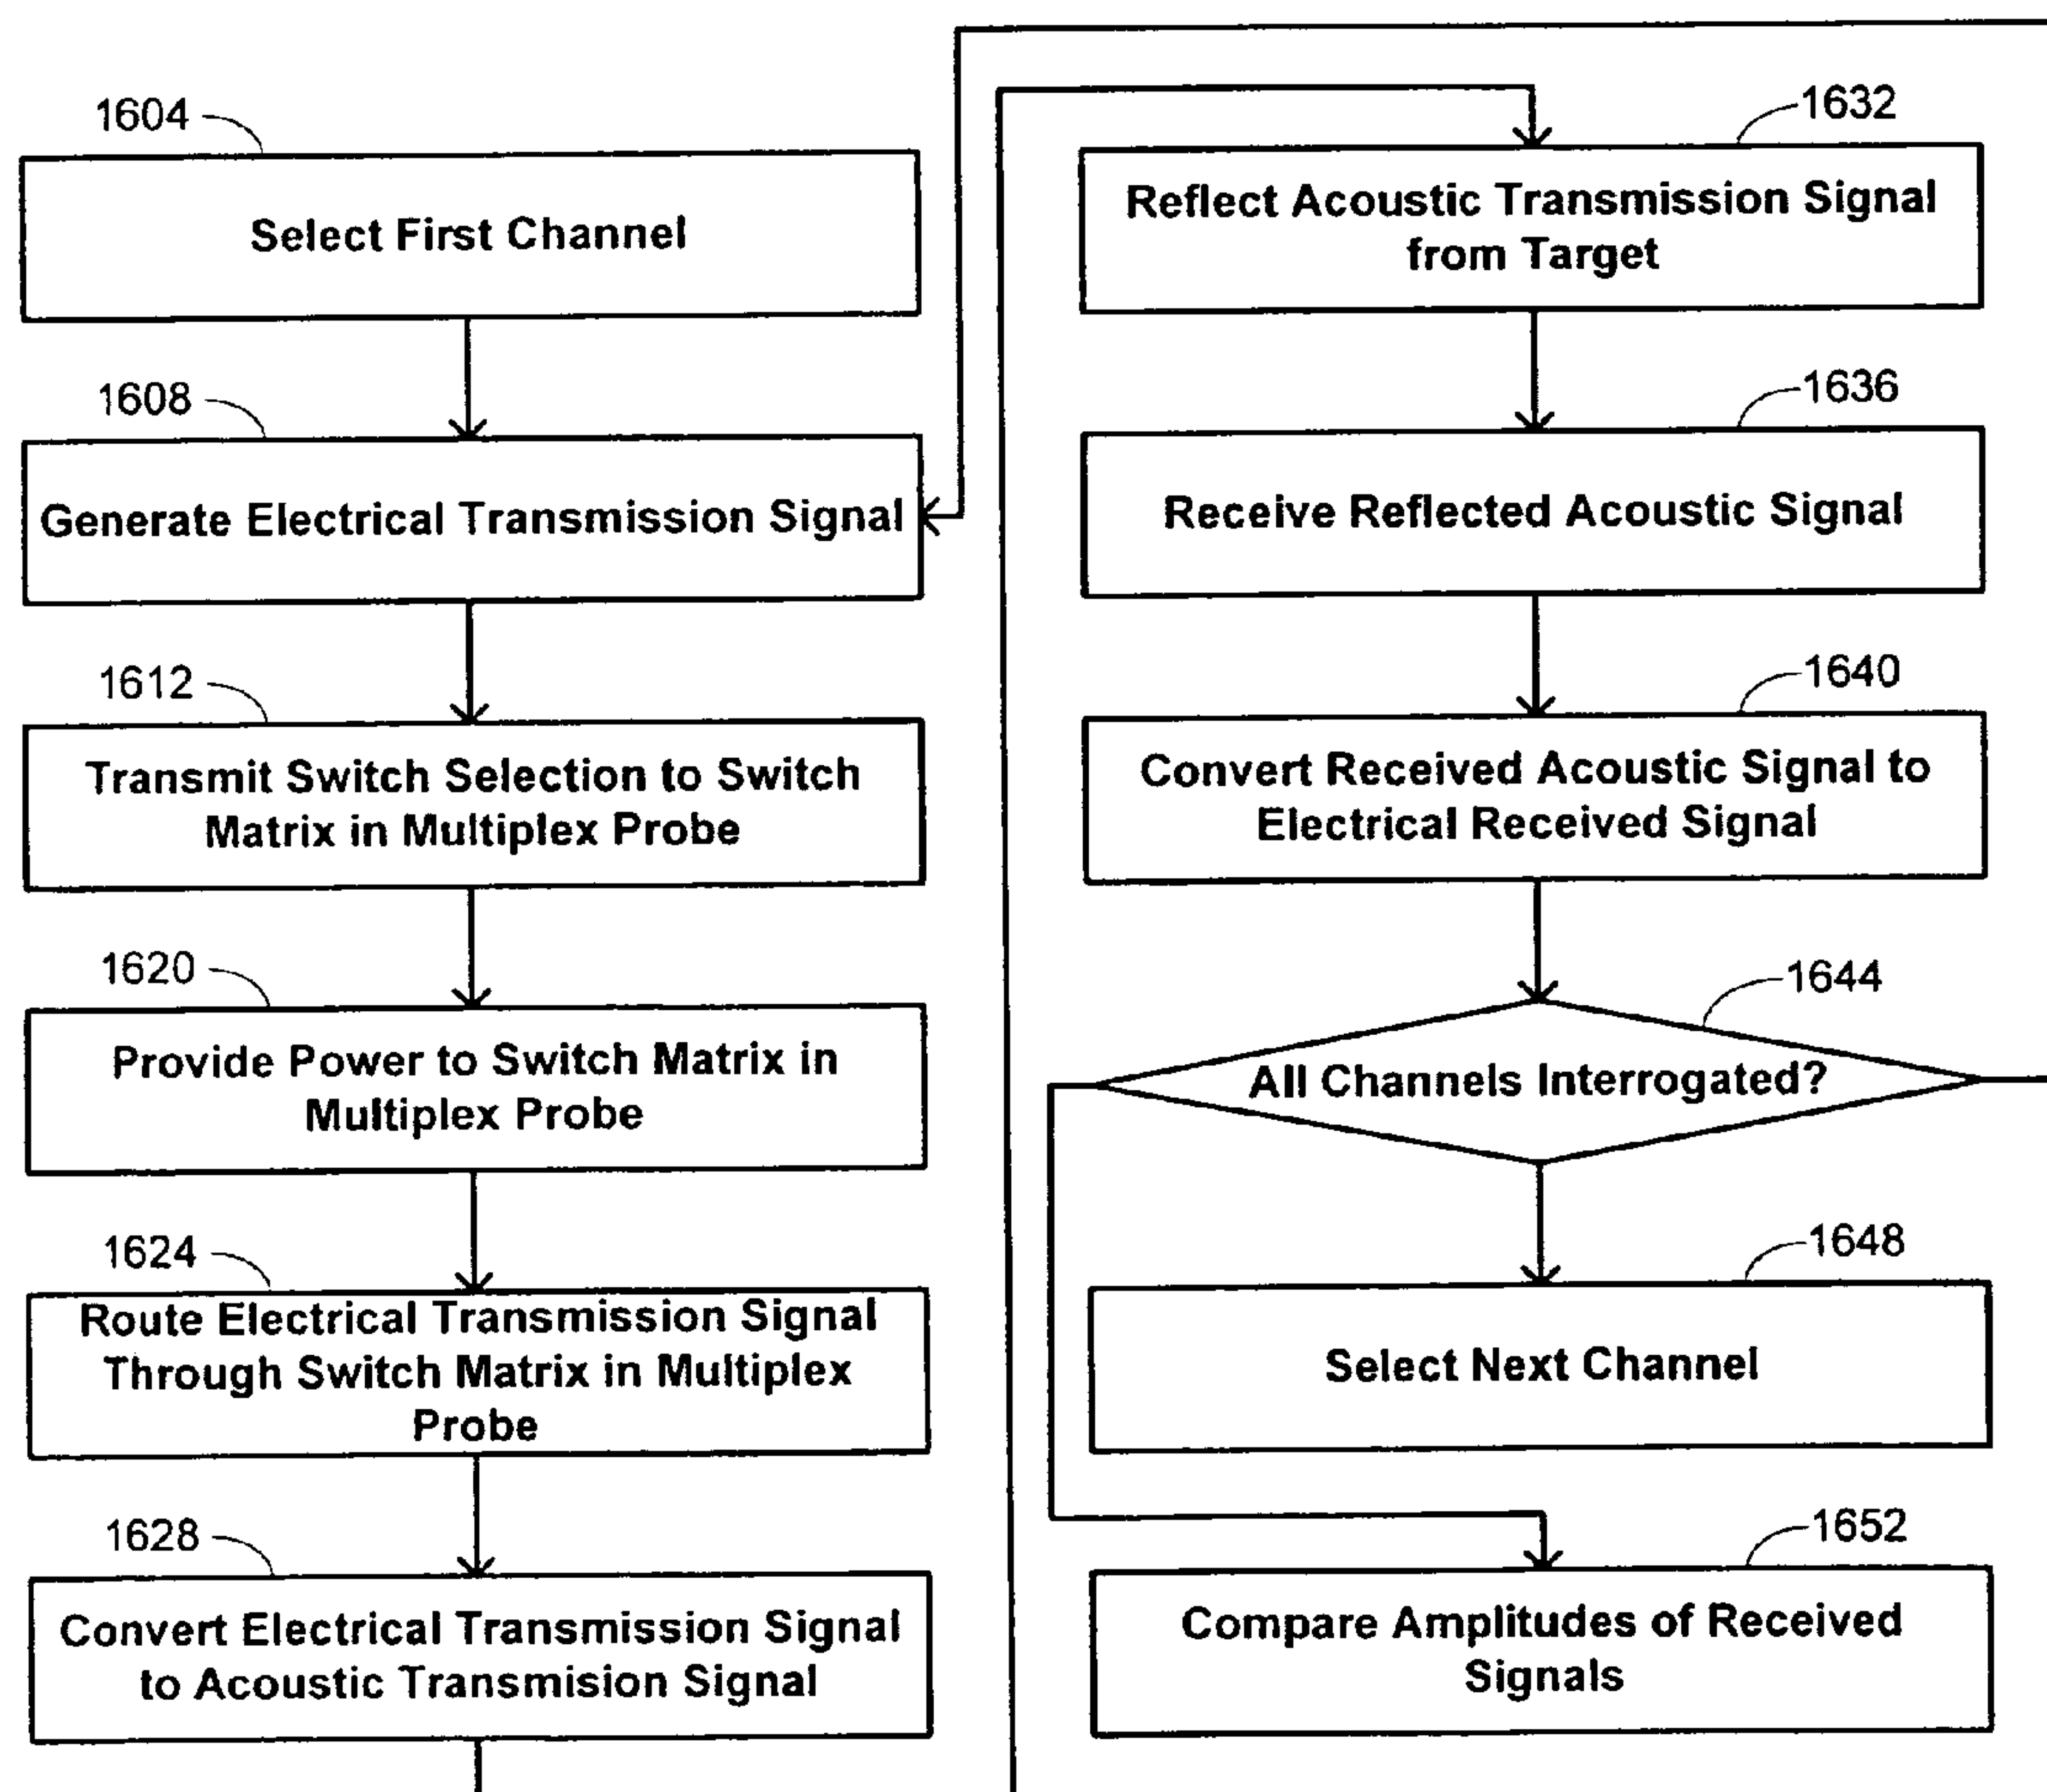 1604
Select First Channel
1608
Generate Electrical Transmission Signal
1612
Transmit Switch Selection to Switch
Matrix in Multiplex Probe
1620
Provide Power to Switch Matrix in
Multiplex Probe
1624
Route Electrical Transmission Signal
Through Switch Matrix in Multiplex
Probe
1628
Convert Electrical Transmission Signal
to Acoustic Transmision Signal
1632
Reflect Acoustic Transmission Signal
from Target
1636
Receive Reflected Acoustic Signal
1640
Convert Received Acoustic Signal to
Electrical Received Signal
1644
All Channels Interrogated?
1648
Select Next Channel
1652
Compare Amplitudes of Received
Signals